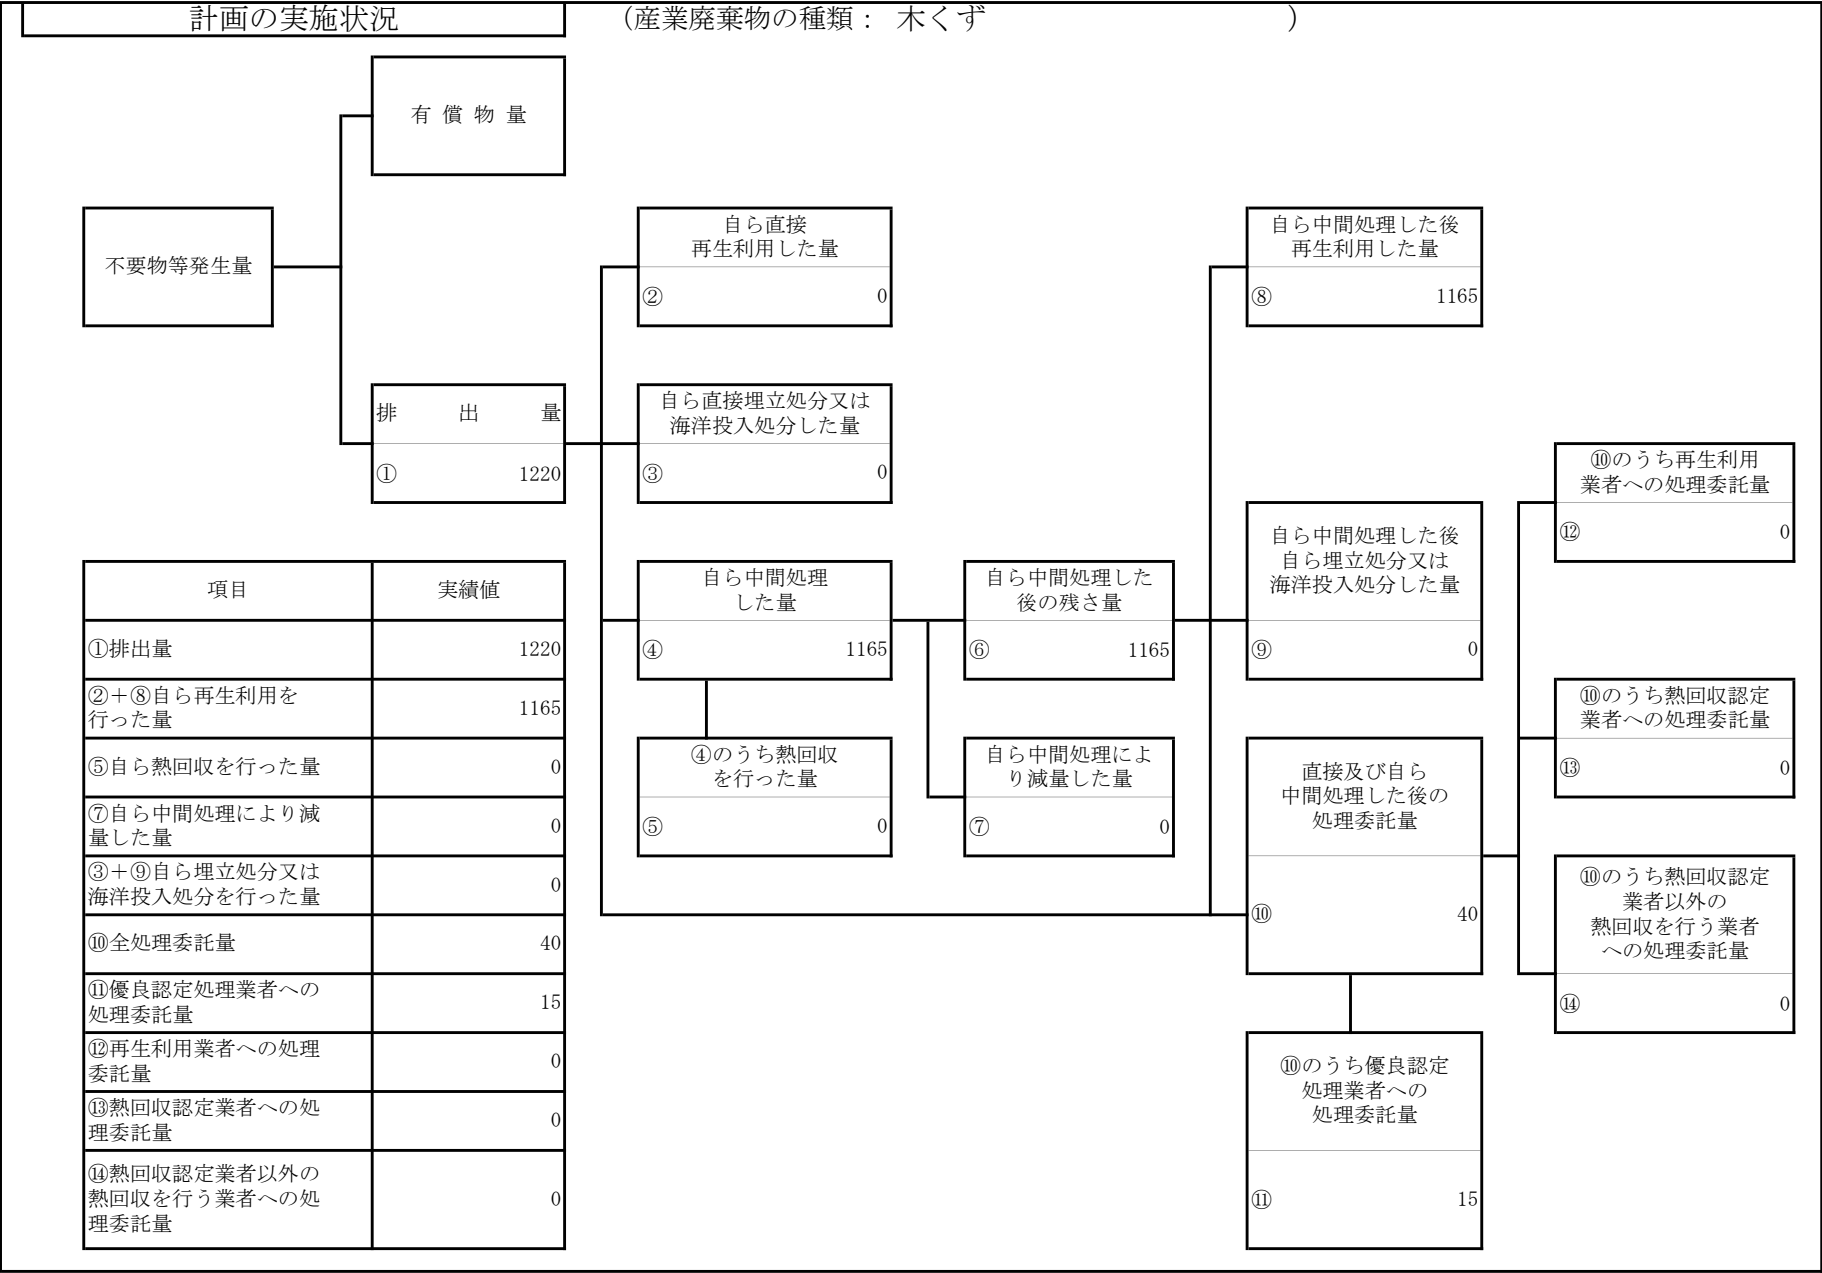 計画の実施状況
（産業廃棄物の種類： 木くず ）
有償物量
不要物等発生量
排出量
① 1220
自ら直接
再生利用した量
② 0
自ら直接埋立処分又は
海洋投入処分した量
③ 0
自ら中間処理
した量
④ 1165
④のうち熱回収
を行った量
⑤ 0
自ら中間処理した
後の残さ量
⑥ 1165
自ら中間処理によ
り減量した量
⑦ 0
自ら中間処理した後
再生利用した量
⑧ 1165
自ら中間処理した後
自ら埋立処分又は
海洋投入処分した量
⑨ 0
直接及び自ら
中間処理した後の
処理委託量
⑩ 40
⑩のうち優良認定
処理業者への
処理委託量
⑪ 15
⑩のうち再生利用
業者への処理委託量
⑫ 0
⑩のうち熱回収認定
業者への処理委託量
⑬ 0
⑩のうち熱回収認定
業者以外の
熱回収を行う業者
への処理委託量
⑭ 0
項目 実績値
①排出量 1220
②＋⑧自ら再生利用を
行った量 1165
⑤自ら熱回収を行った量 0
⑦自ら中間処理により減
量した量 0
③＋⑨自ら埋立処分又は
海洋投入処分を行った量 0
⑩全処理委託量 40
⑪優良認定処理業者への
処理委託量 15
⑫再生利用業者への処理
委託量 0
⑬熱回収認定業者への処
理委託量 0
⑭熱回収認定業者以外の
熱回収を行う業者への処
理委託量 0